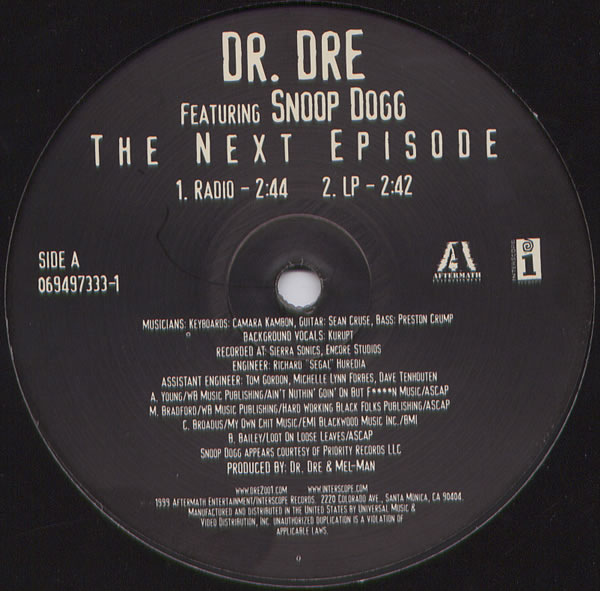 DR. DRE
FEATURING SNOOP DOGG
THE NEXT EPISODE
1. RADIO - 2:44 2. LP - 2:42
SIDE A
069497333-1
AFTERMATH
ENTERTAINMENT
INTERSCOPE
i
MUSICIANS: KEYBOARDS: CAMARA KAMBON, GUITAR: SEAN CRUSE, BASS: PRESTON CRUMP
BACKGROUND VOCALS: KURUPT
RECORDED AT: SIERRA SONICS, ENCORE STUDIOS
ENGINEER: RICHARD "SEGAL" HUREDIA
ASSISTANT ENGINEER: TOM GORDON, MICHELLE LYNN FORBES, DAVE TENHOUTEN
A. YOUNG/WB MUSIC PUBLISHING/AIN'T NUTHIN' GOIN' ON BUT F****N MUSIC/ASCAP
M. BRADFORD/WB MUSIC PUBLISHING/HARD WORKING BLACK FOLKS PUBLISHING/ASCAP
C. BROADUS/MY OWN CHIT MUSIC/EMI BLACKWOOD MUSIC INC./BMI
B. BAILEY/LOOT ON LOOSE LEAVES/ASCAP
SNOOP DOGG APPEARS COURTESY OF PRIORITY RECORDS LLC
PRODUCED BY: DR. DRE & MEL-MAN
WWW.DRE2001.COM WWW.INTERSCOPE.COM
1999 AFTERMATH ENTERTAINMENT/INTERSCOPE RECORDS. 2220 COLORADO AVE., SANTA MONICA, CA 90404.
MANUFACTURED AND DISTRIBUTED IN THE UNITED STATES BY UNIVERSAL MUSIC &
VIDEO DISTRIBUTION, INC. UNAUTHORIZED DUPLICATION IS A VIOLATION OF
APPLICABLE LAWS.